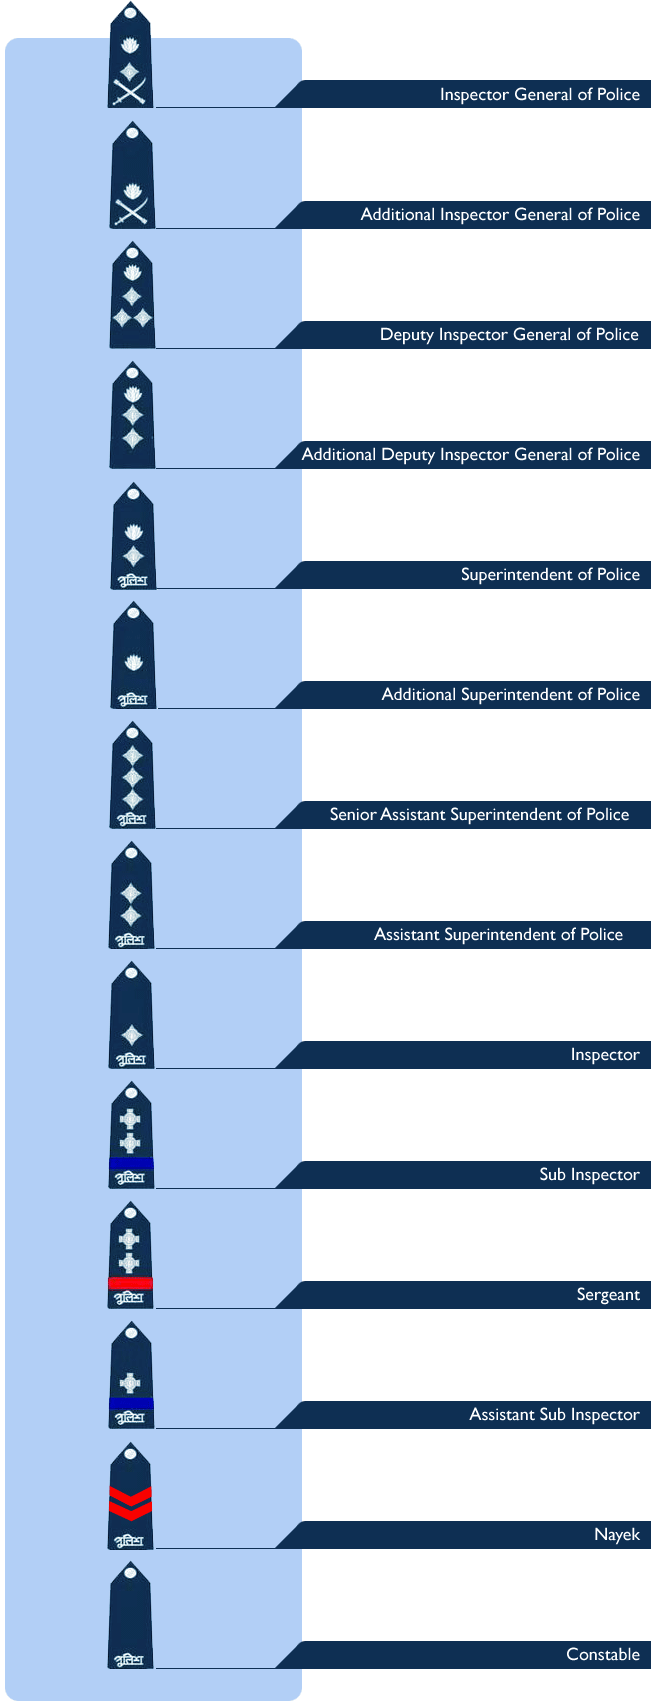 Inspector General of Police
Additional Inspector General of Police
Deputy Inspector General of Police
Additional Deputy Inspector General of Police
পুলিশ
Superintendent of Police
পুলিশ
Additional Superintendent of Police
পুলিশ
Senior Assistant Superintendent of Police
পুলিশ
Assistant Superintendent of Police
পুলিশ
Inspector
পুলিশ
Sub Inspector
পুলিশ
Sergeant
পুলিশ
Assistant Sub Inspector
পুলিশ
Nayek
পুলিশ
Constable